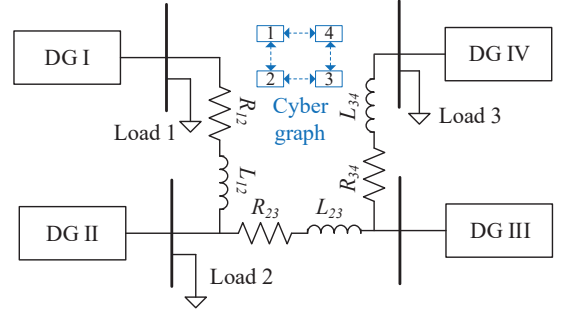 DG I
1
4
2
3
Cyber
graph
DG IV
Load 1
Load 3
R12
L12
L34
R34
R23
L23
DG II
DG III
Load 2